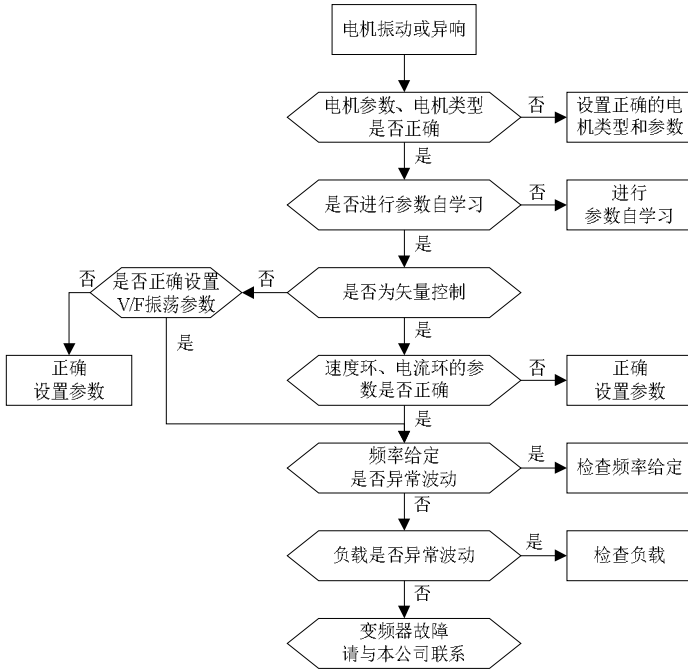 电机振动或异响
电机参数、电机类型
是否正确
否
设置正确的电
机类型和参数
是
是否进行参数自学习
否
进行
参数自学习
是
否
是否正确设置
V/F振荡参数
否
是否为矢量控制
是
是
正确
设置参数
速度环、电流环的参
数是否正确
否
正确
设置参数
是
频率给定
是否异常波动
是
检查频率给定
否
负载是否异常波动
是
检查负载
否
变频器故障
请与本公司联系